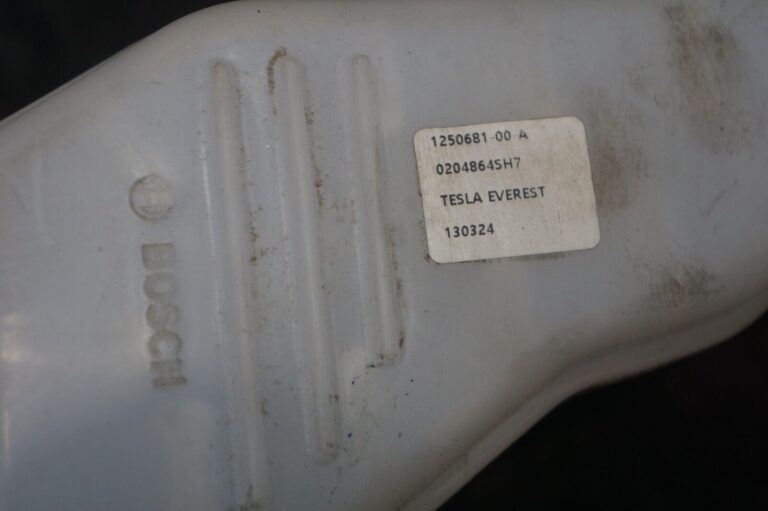 1250681-00-A
0204864SH7
TESLA EVEREST
130324
BOSCH